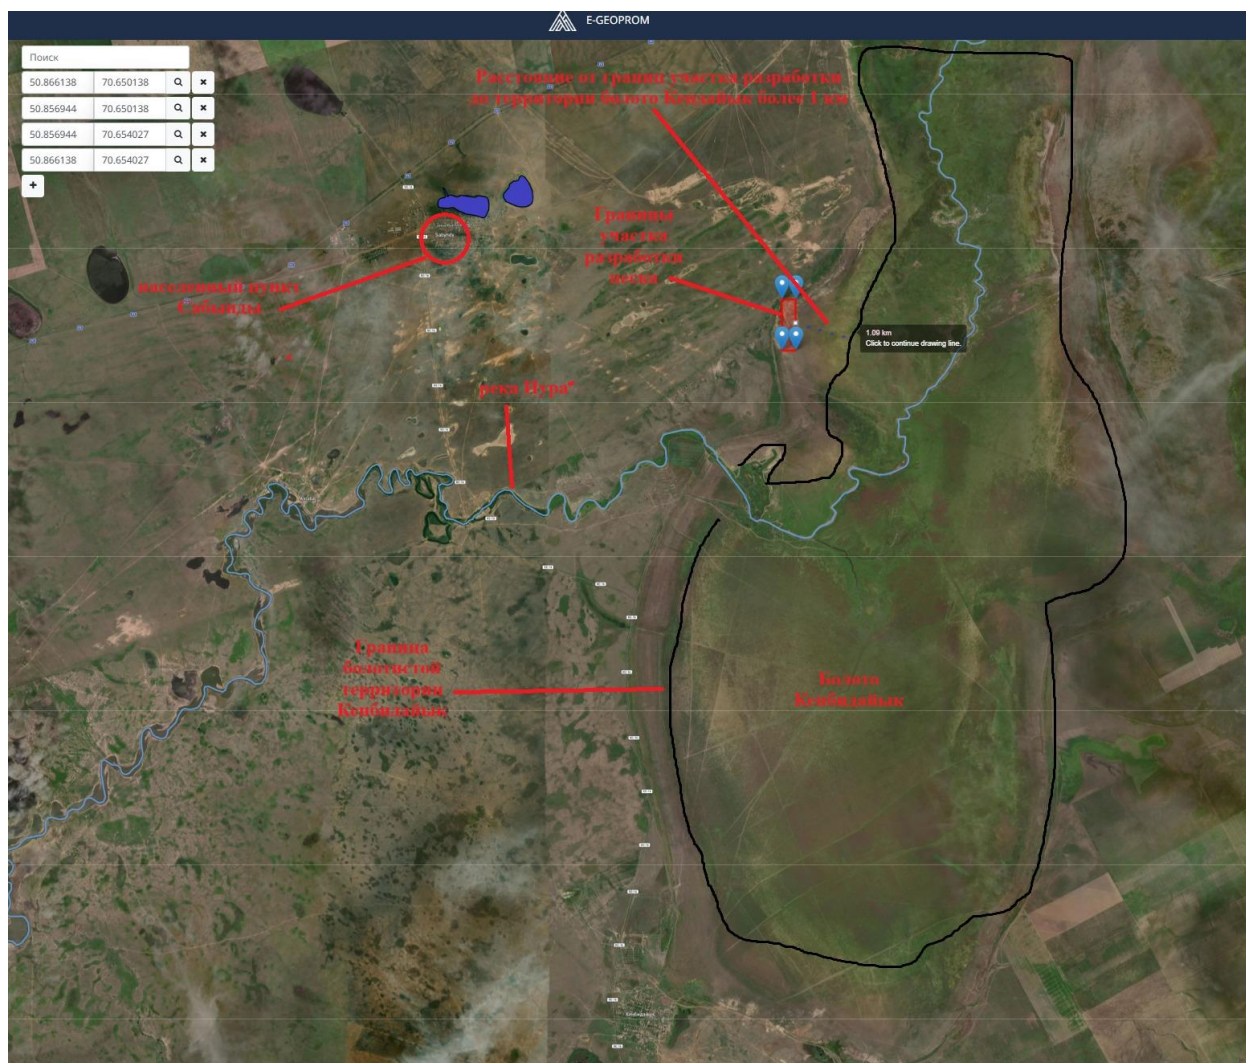 E-GEOPROM
Поиск
50.866138 70.650138
50.856944 70.650138
50.856944 70.654027
50.866138 70.654027
+
Расстояние от границ участка разработки
до территории болото Кендайык более 1 км
Границы
участка
разработки
песка
населенный пункт
Сабынды
Sabyndy
1.09 km
Click to continue drawing line.
река Нура*
Граница
болотистой
территории
Кенбидайык
Болото
Кенбидайык